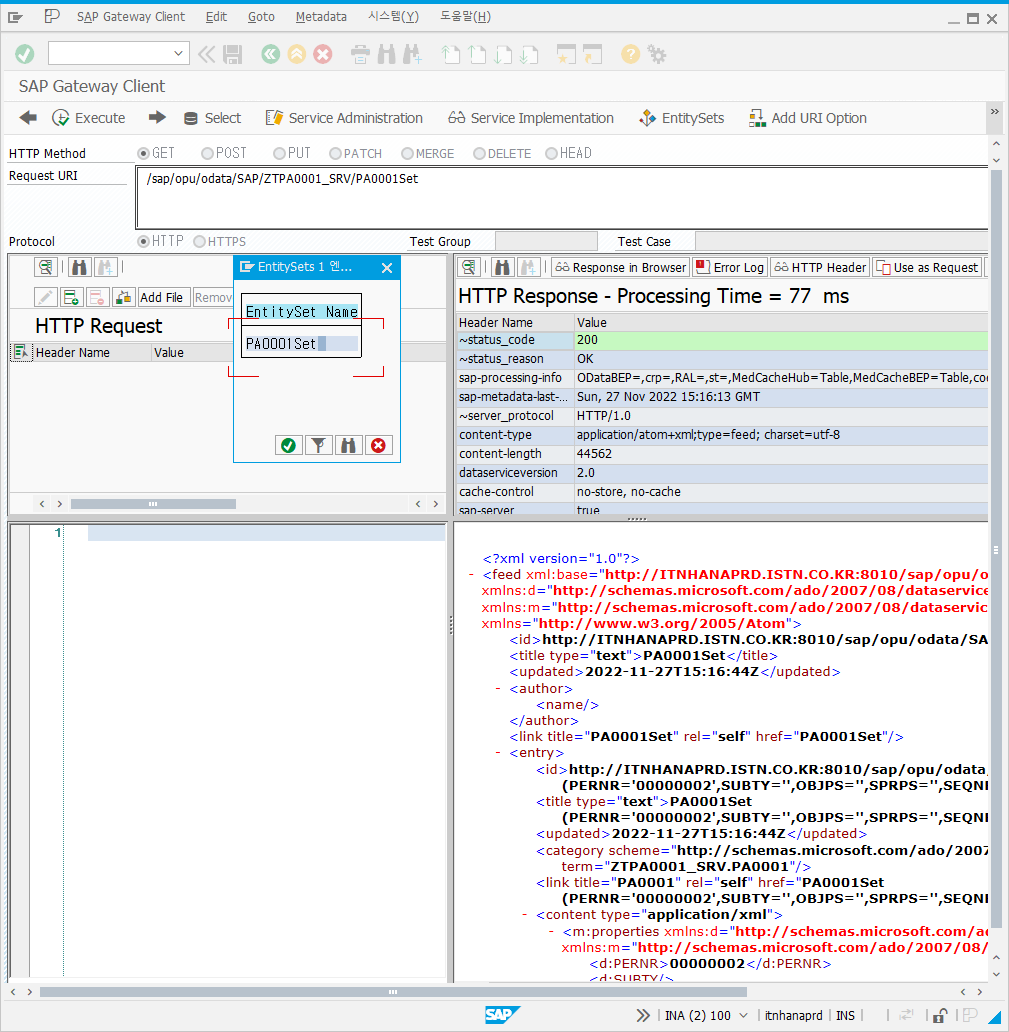 SAP Gateway Client Edit Goto Metadata 시스템(Y) 도움말(H)
SAP Gateway Client
Execute Select Service Administration Service Implementation EntitySets Add URI Option
HTTP Method GET POST PUT PATCH MERGE DELETE HEAD
Request URI /sap/opu/odata/SAP/ZTPA0001_SRV/PA0001Set
Protocol HTTP HTTPS Test Group Test Case
Add File Remov
HTTP Request
Header Name Value
EntitySets 1 엔...
EntitySet Name
PA0001Set
Response in Browser Error Log HTTP Header Use as Request
HTTP Response - Processing Time = 77 ms
Header Name Value
~status_code 200
~status_reason OK
sap-processing-info ODataBEP=,crp=,RAL=,st=,MedCacheHub=Table,MedCacheBEP=Table,coc
sap-metadata-last-... Sun, 27 Nov 2022 15:16:13 GMT
~server_protocol HTTP/1.0
content-type application/atom+xml;type=feed; charset=utf-8
content-length 44562
dataserviceversion 2.0
cache-control no-store, no-cache
sap-server true
1
<?xml version="1.0"?>
- <feed xml:base="http://ITNHANAPRD.ISTN.CO.KR:8010/sap/opu/o
xmlns:d="http://schemas.microsoft.com/ado/2007/08/dataservice
xmlns:m="http://schemas.microsoft.com/ado/2007/08/dataservic
xmlns="http://www.w3.org/2005/Atom">
<id>http://ITNHANAPRD.ISTN.CO.KR:8010/sap/opu/odata/SA
<title type="text">PA0001Set</title>
<updated>2022-11-27T15:16:44Z</updated>
- <author>
<name/>
</author>
<link title="PA0001Set" rel="self" href="PA0001Set"/>
- <entry>
<id>http://ITNHANAPRD.ISTN.CO.KR:8010/sap/opu/odata,
(PERNR='00000002',SUBTY='',OBJPS='',SPRPS='',SEQNI
<title type="text">PA0001Set
(PERNR='00000002',SUBTY='',OBJPS='',SPRPS='',SEQNI
<updated>2022-11-27T15:16:44Z</updated>
<category scheme="http://schemas.microsoft.com/ado/2007
term="ZTPA0001_SRV.PA0001"/>
<link title="PA0001" rel="self" href="PA0001Set
(PERNR='00000002',SUBTY='',OBJPS='',SPRPS='',SEQNI
- <content type="application/xml">
- <m:properties xmlns:d="http://schemas.microsoft.com/ad
xmlns:m="http://schemas.microsoft.com/ado/2007/08/
<d:PERNR>00000002</d:PERNR>
<d:SUBTY/>
SAP INA (2) 100 itnhanaprd INS